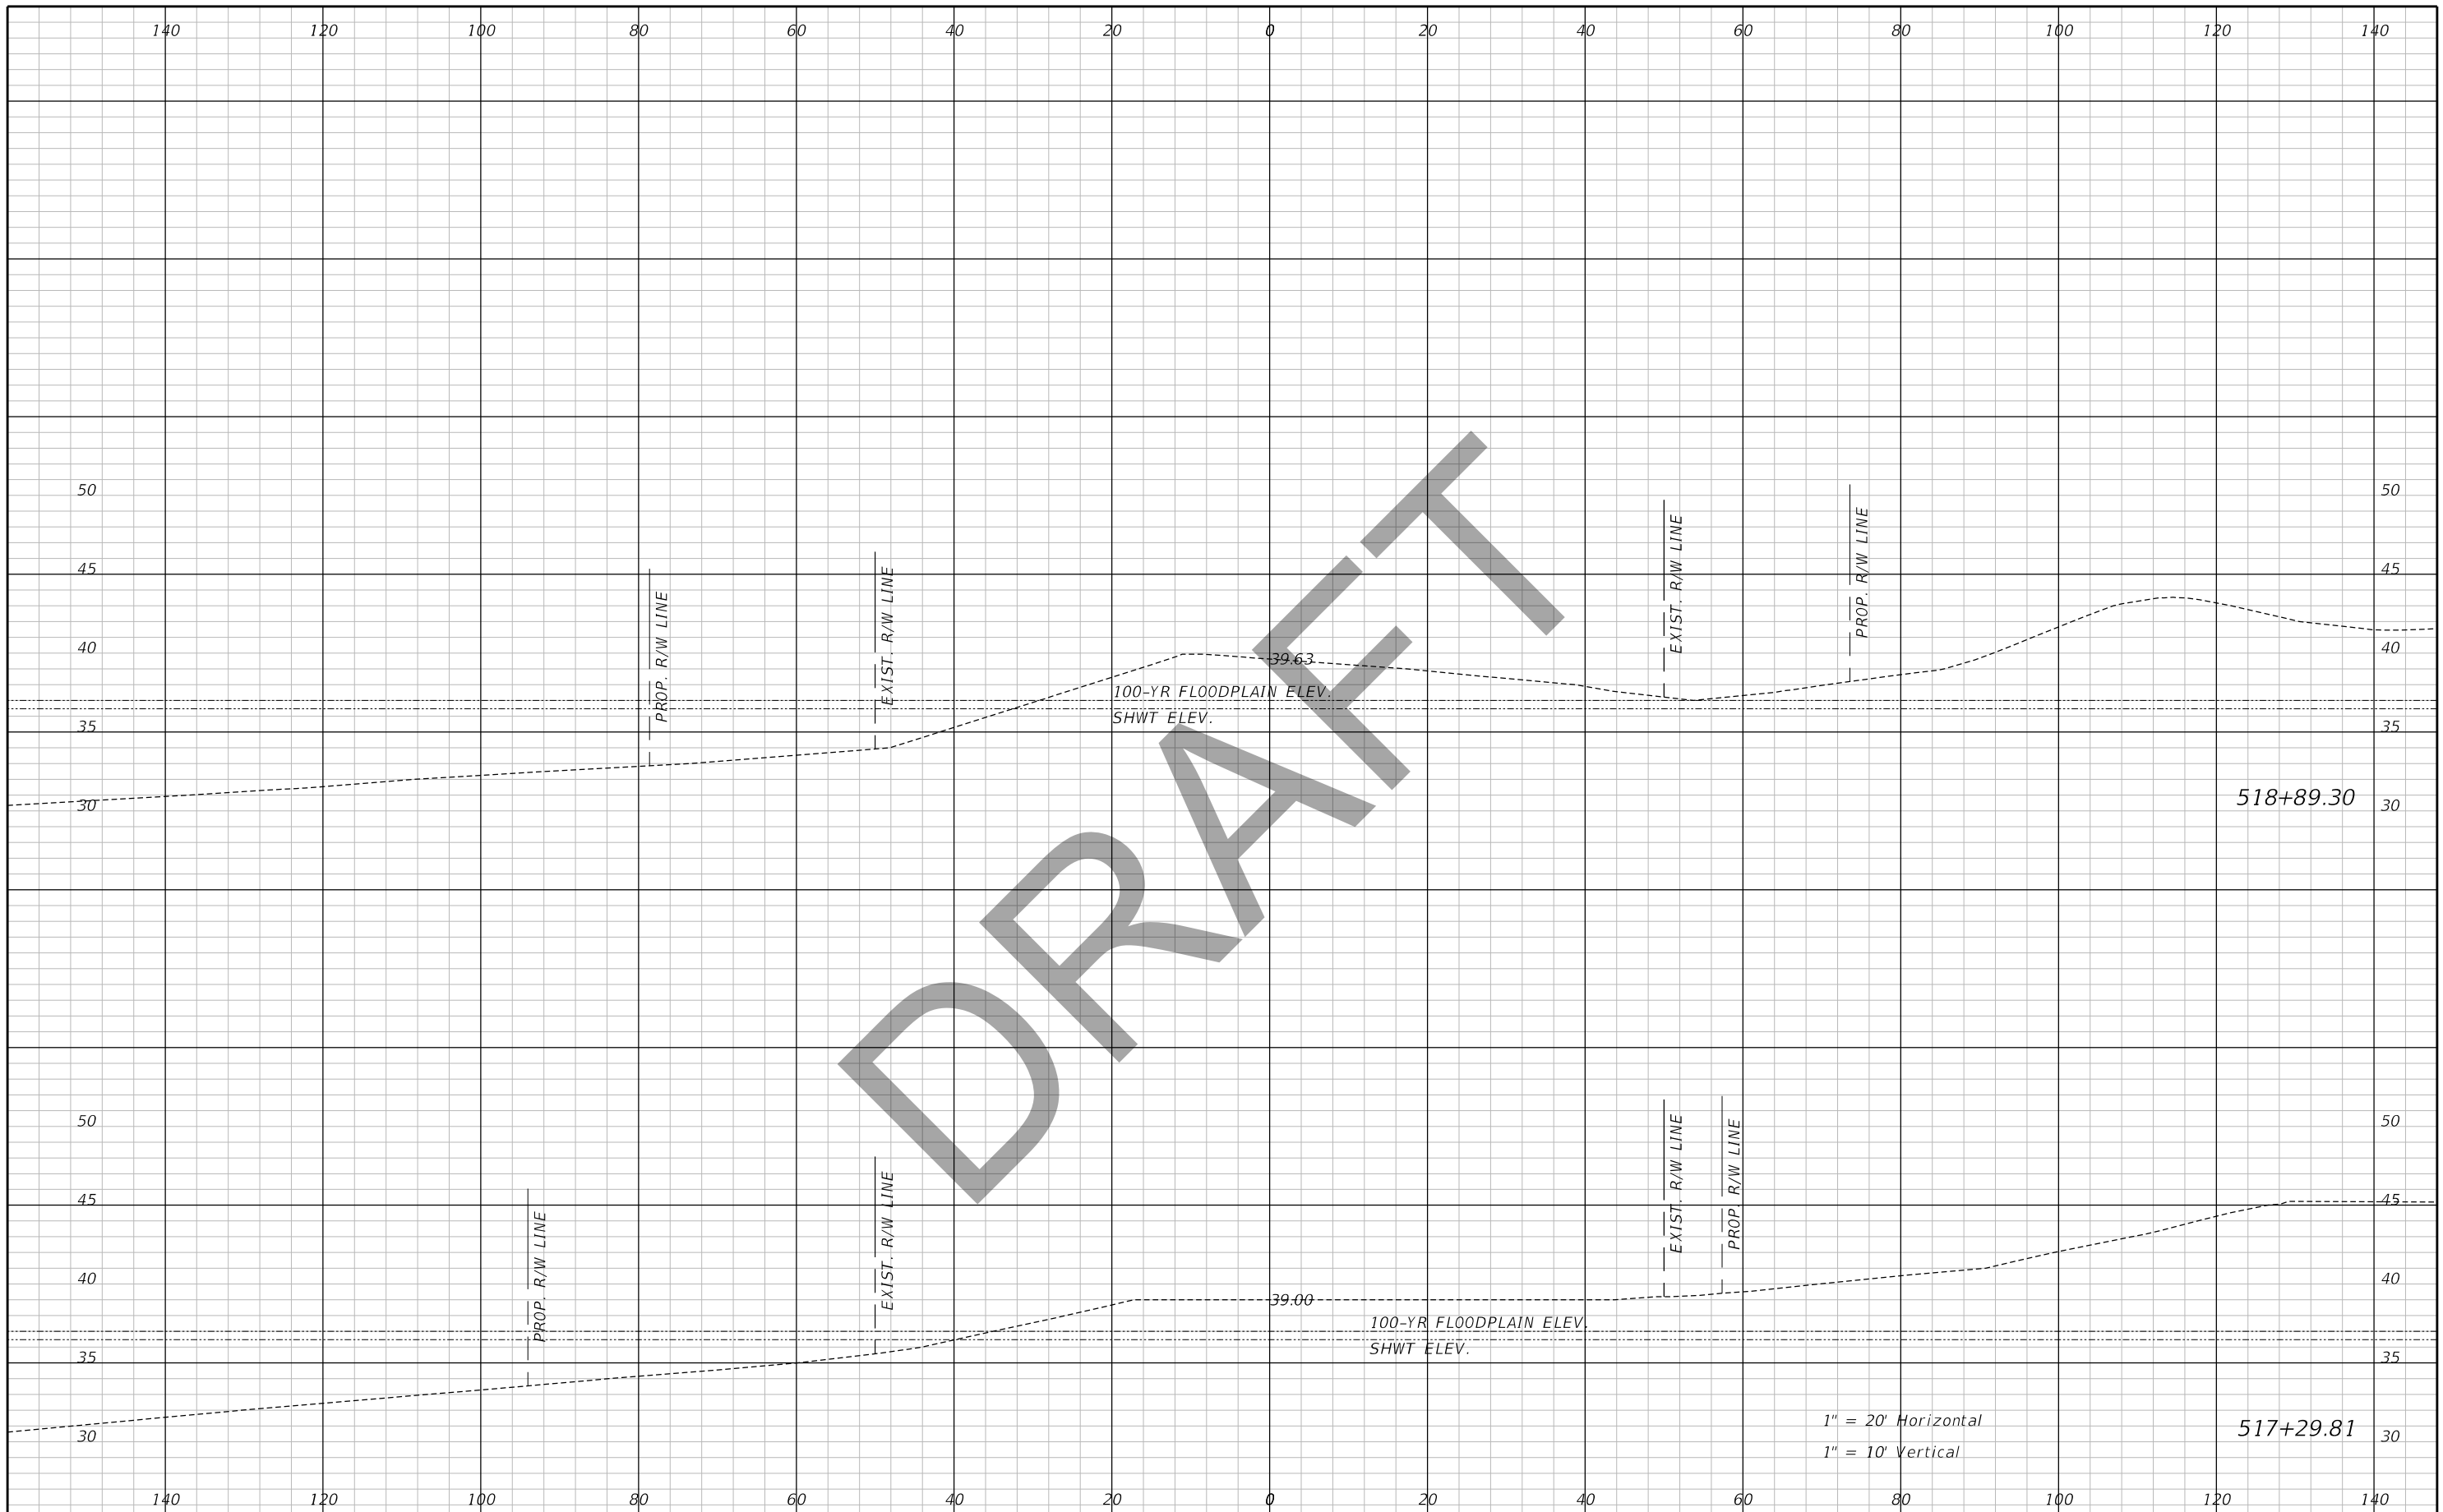 140 120 100 80 60 40 20 0 20 40 60 80 100 120 140
50 50
EXIST. R/W LINE
PROP. R/W LINE
45 45
PROP. R/W LINE
EXIST. R/W LINE
40 40
39.63
100-YR FLOODPLAIN ELEV.
SHWT ELEV.
35 35
30 518+89.30 30
DRAFT
50 50
EXIST. R/W LINE
PROP. R/W LINE
45 45
PROP. R/W LINE
EXIST. R/W LINE
40 40
39.00
100-YR FLOODPLAIN ELEV.
SHWT ELEV.
35 35
1" = 20' Horizontal
30 517+29.81 30
1" = 10' Vertical
140 120 100 80 60 40 20 0 20 40 60 80 100 120 140